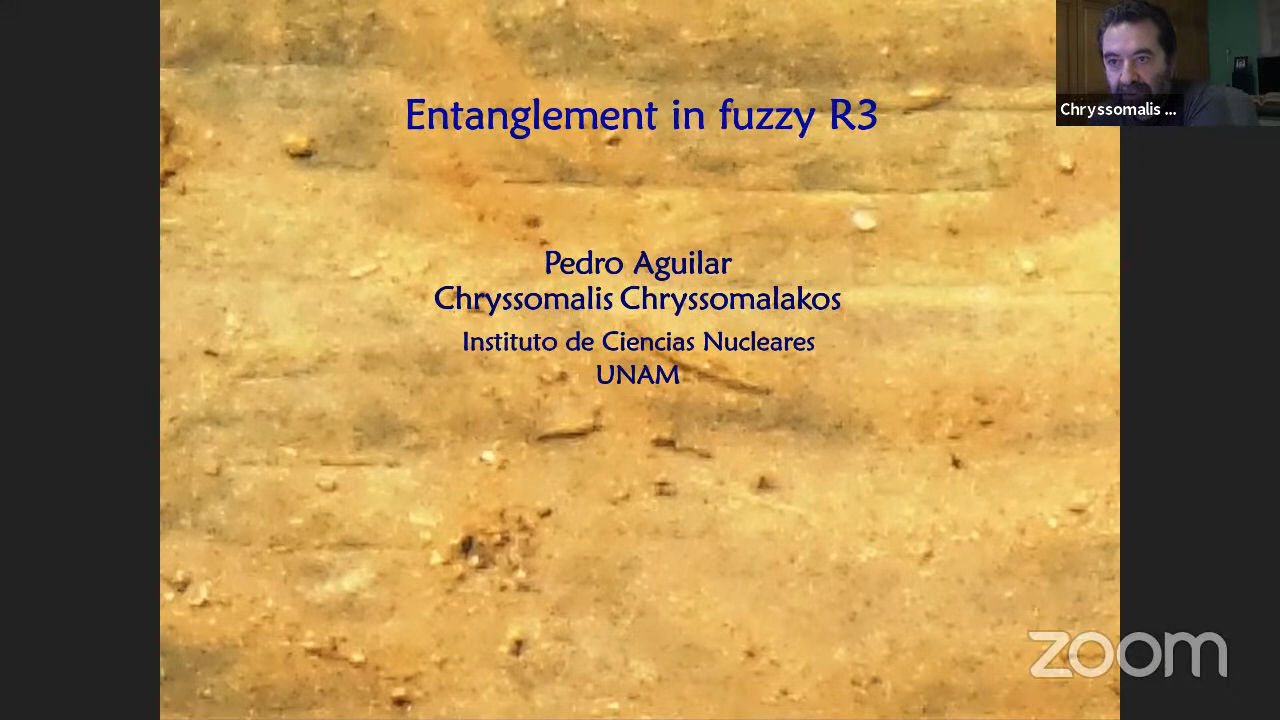 Entanglement in fuzzy R3
Chryssomalis ...
Pedro Aguilar
Chryssomalis Chryssomalakos
Instituto de Ciencias Nucleares
UNAM
zoom